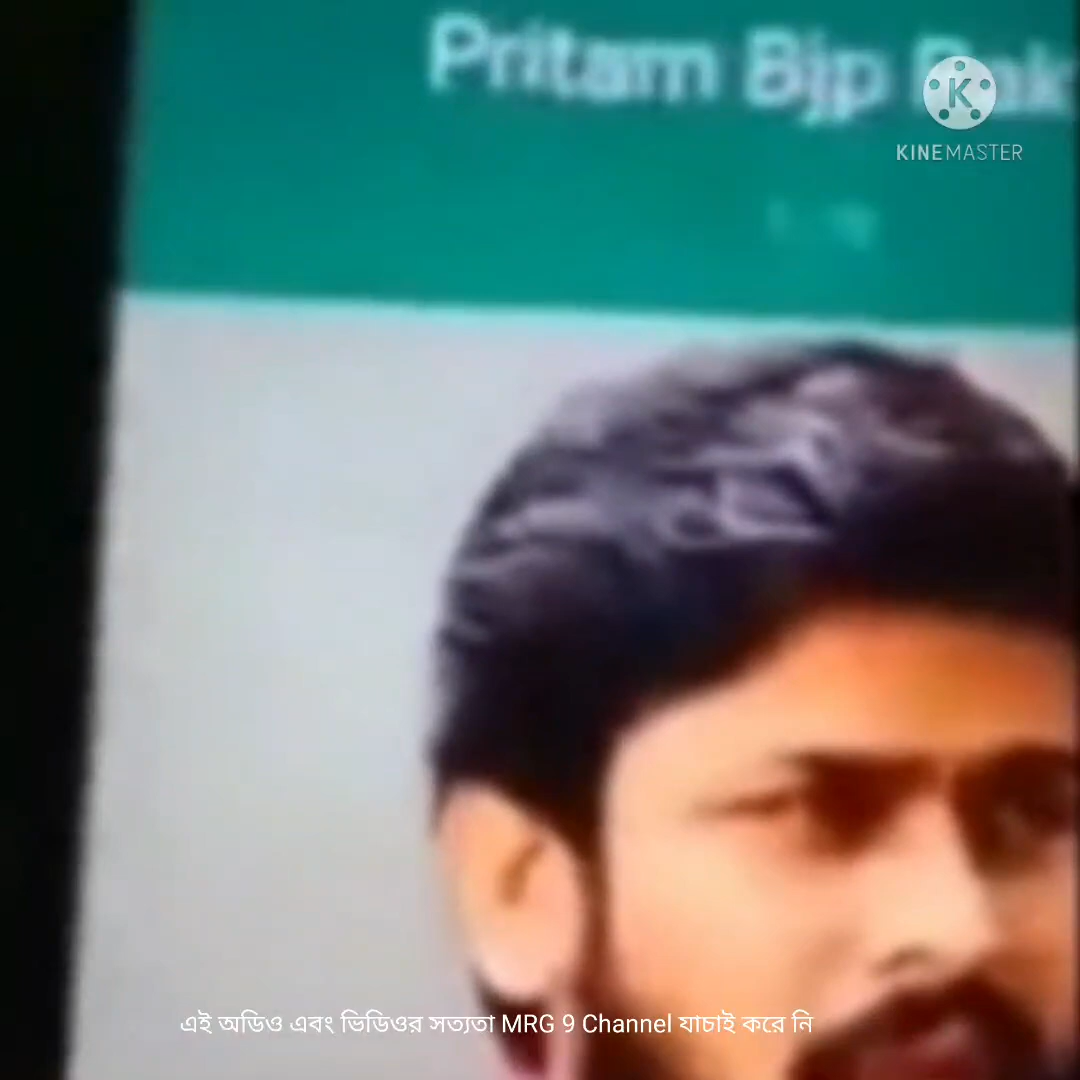 Pritam Bjp
KINEMASTER
এই অডিও এবং ভিডিওর সত্যতা MRG 9 Channel যাচাই করে নি